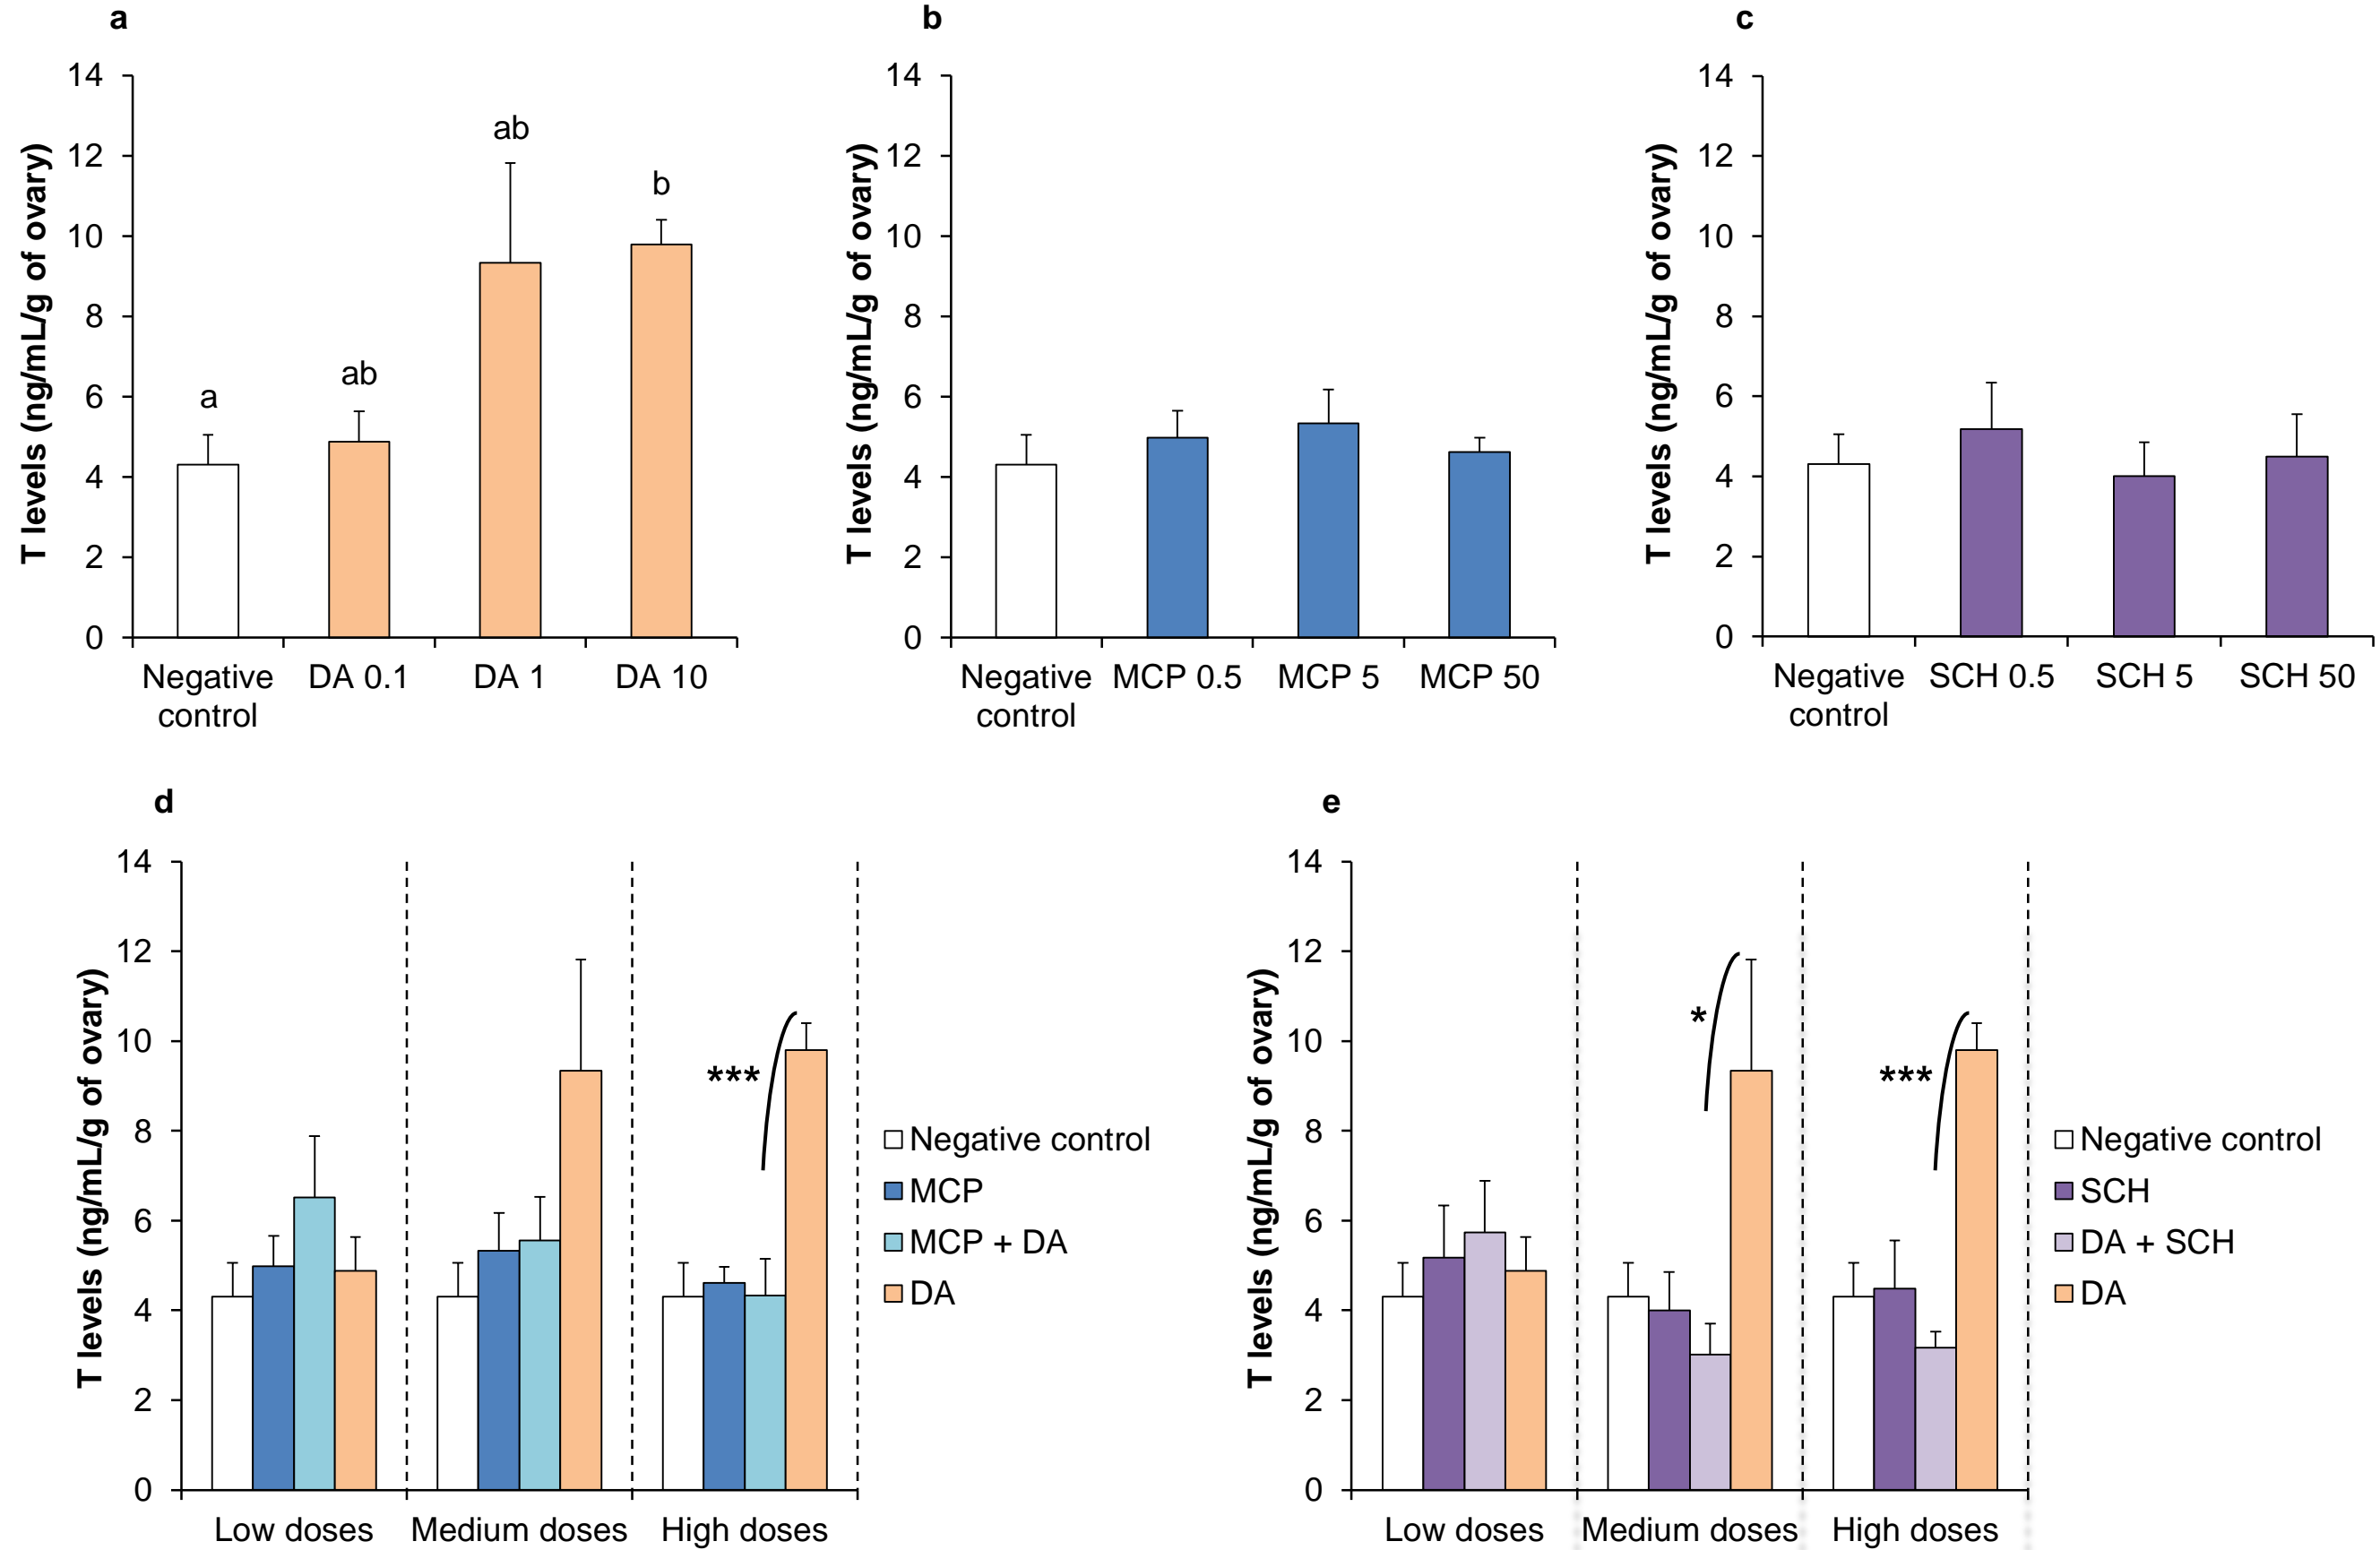 a
T levels (ng/mL/g of ovary)
14
12
10
8
6
4
2
0
a
ab
ab
b
Negative control
DA 0.1
DA 1
DA 10
b
T levels (ng/mL/g of ovary)
14
12
10
8
6
4
2
0
Negative control
MCP 0.5
MCP 5
MCP 50
c
T levels (ng/mL/g of ovary)
14
12
10
8
6
4
2
0
Negative control
SCH 0.5
SCH 5
SCH 50
d
T levels (ng/mL/g of ovary)
14
12
10
8
6
4
2
0
***
Low doses
Medium doses
High doses
Negative control
MCP
MCP + DA
DA
e
T levels (ng/mL/g of ovary)
14
12
10
8
6
4
2
0
*
***
Low doses
Medium doses
High doses
Negative control
SCH
DA + SCH
DA